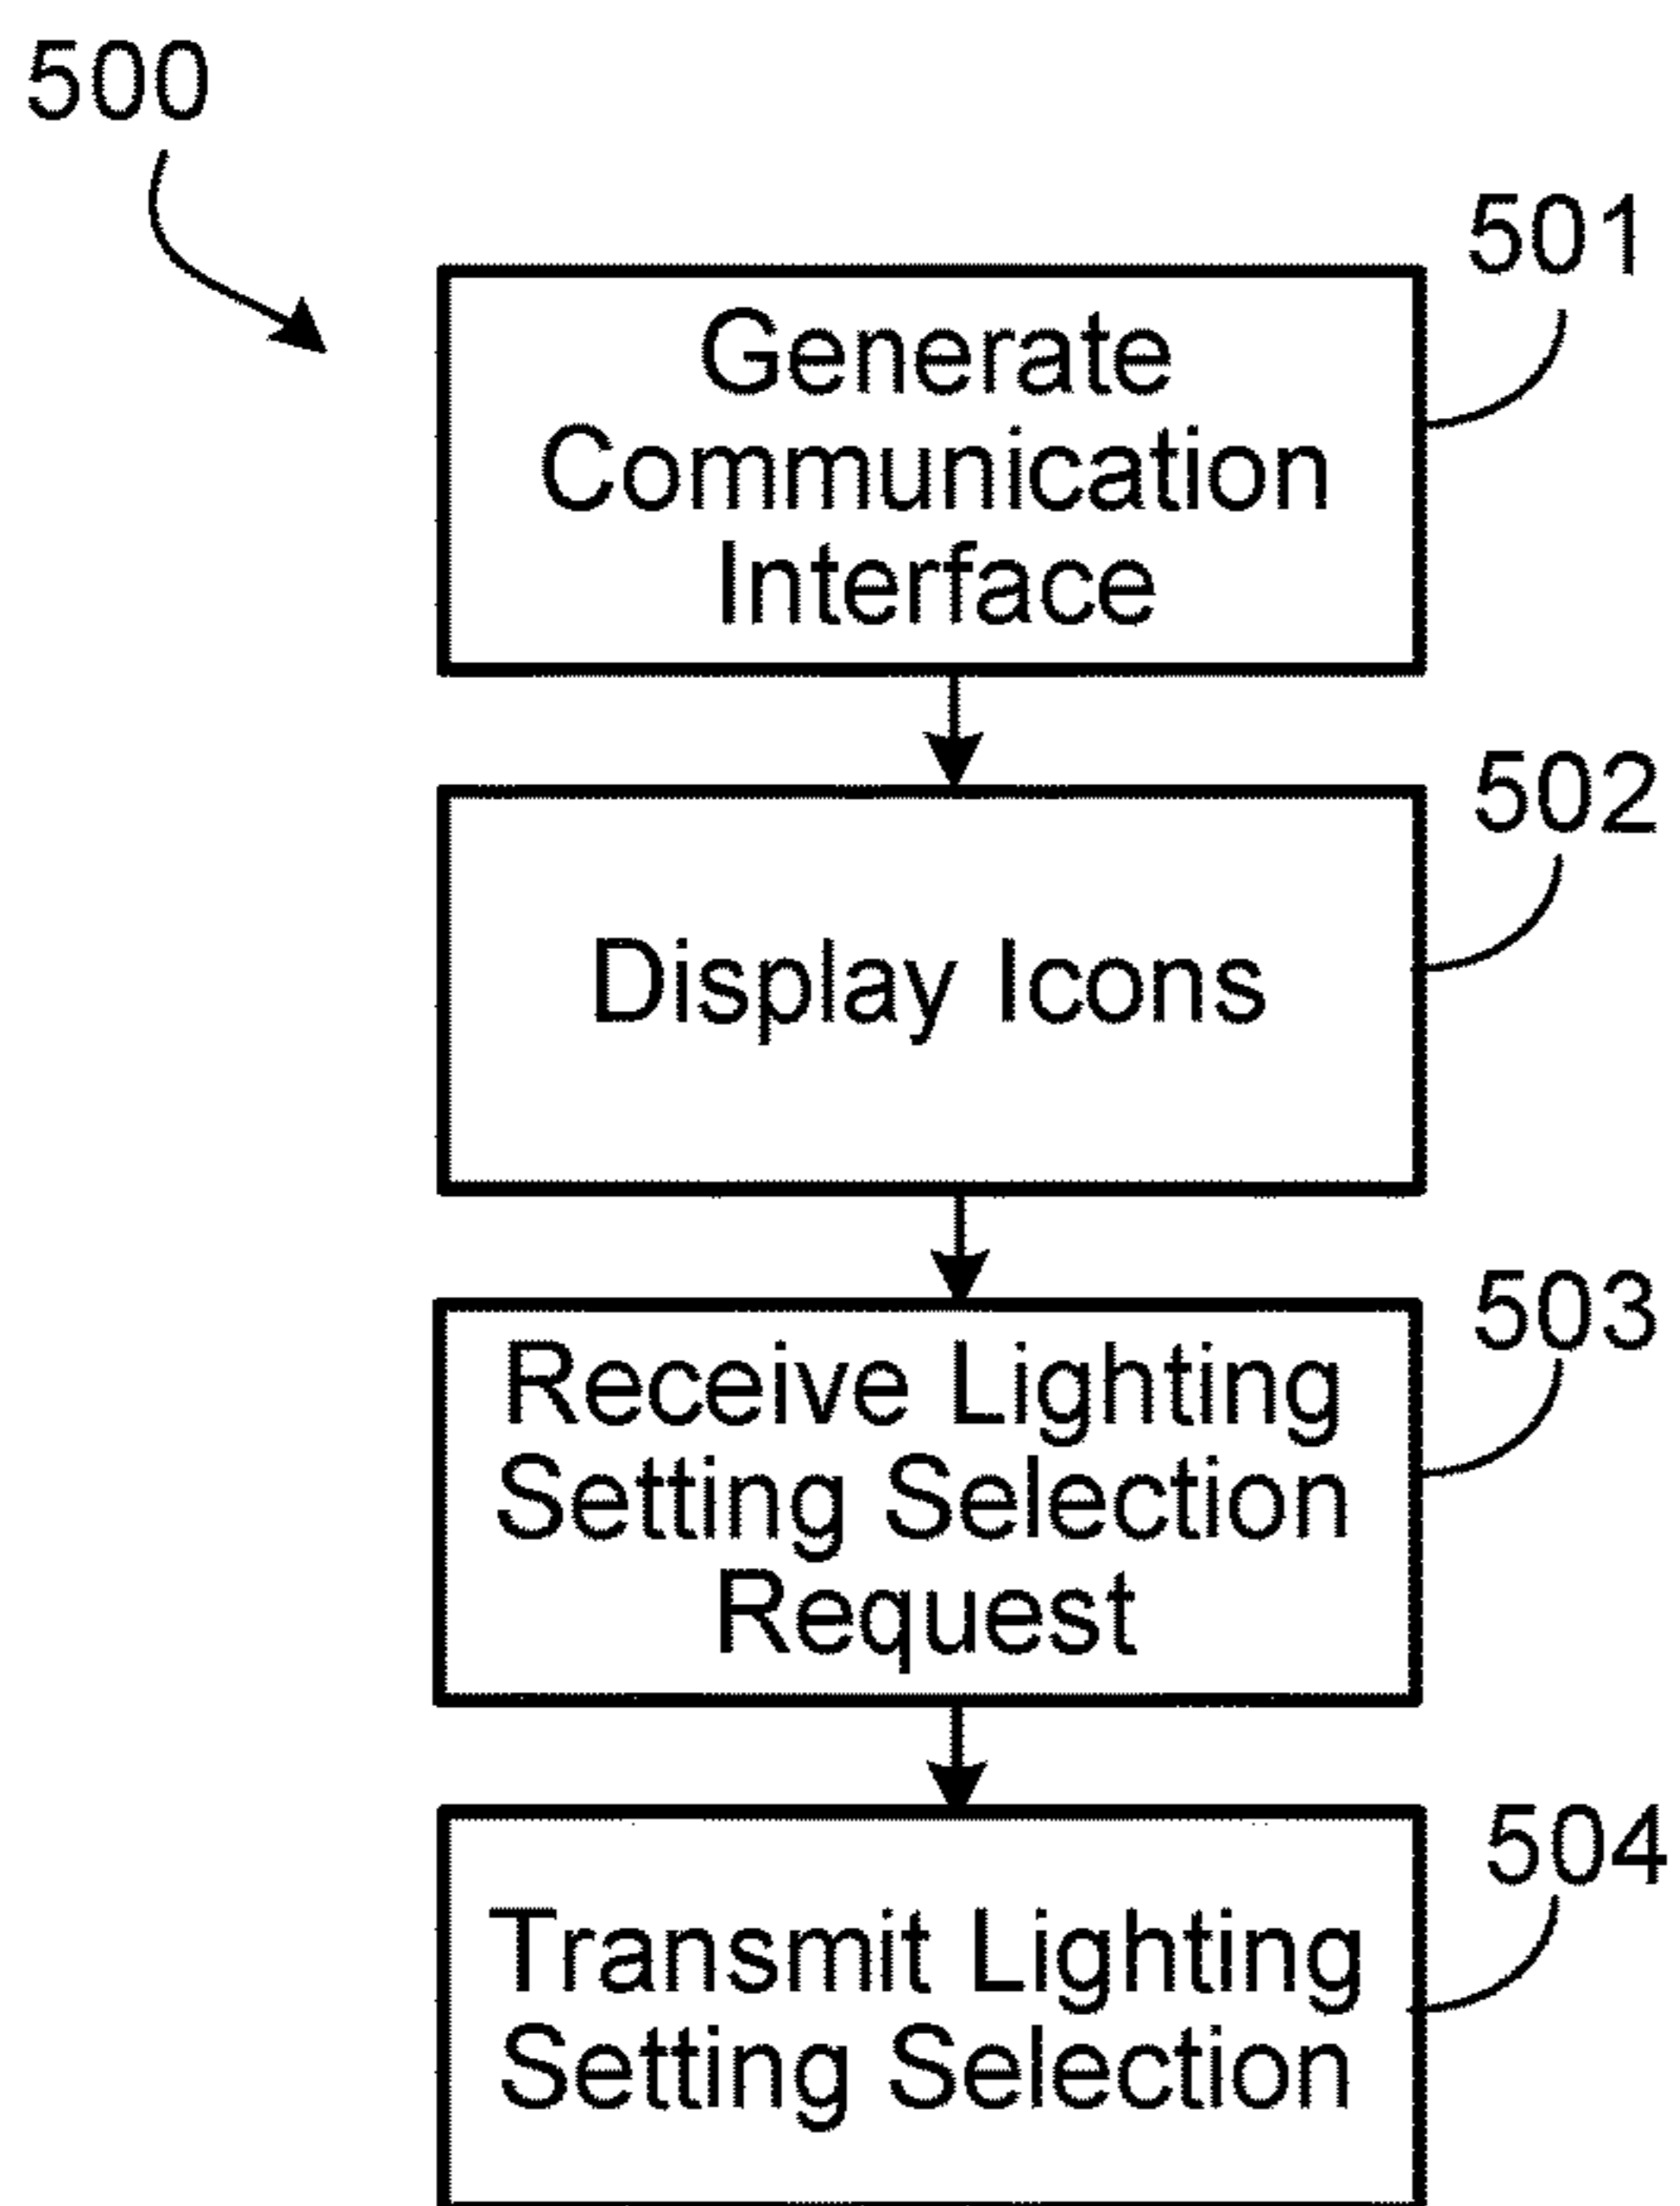 500
501
Generate
Communication
Interface
502
Display Icons
503
Receive Lighting
Setting Selection
Request
504
Transmit Lighting
Setting Selection